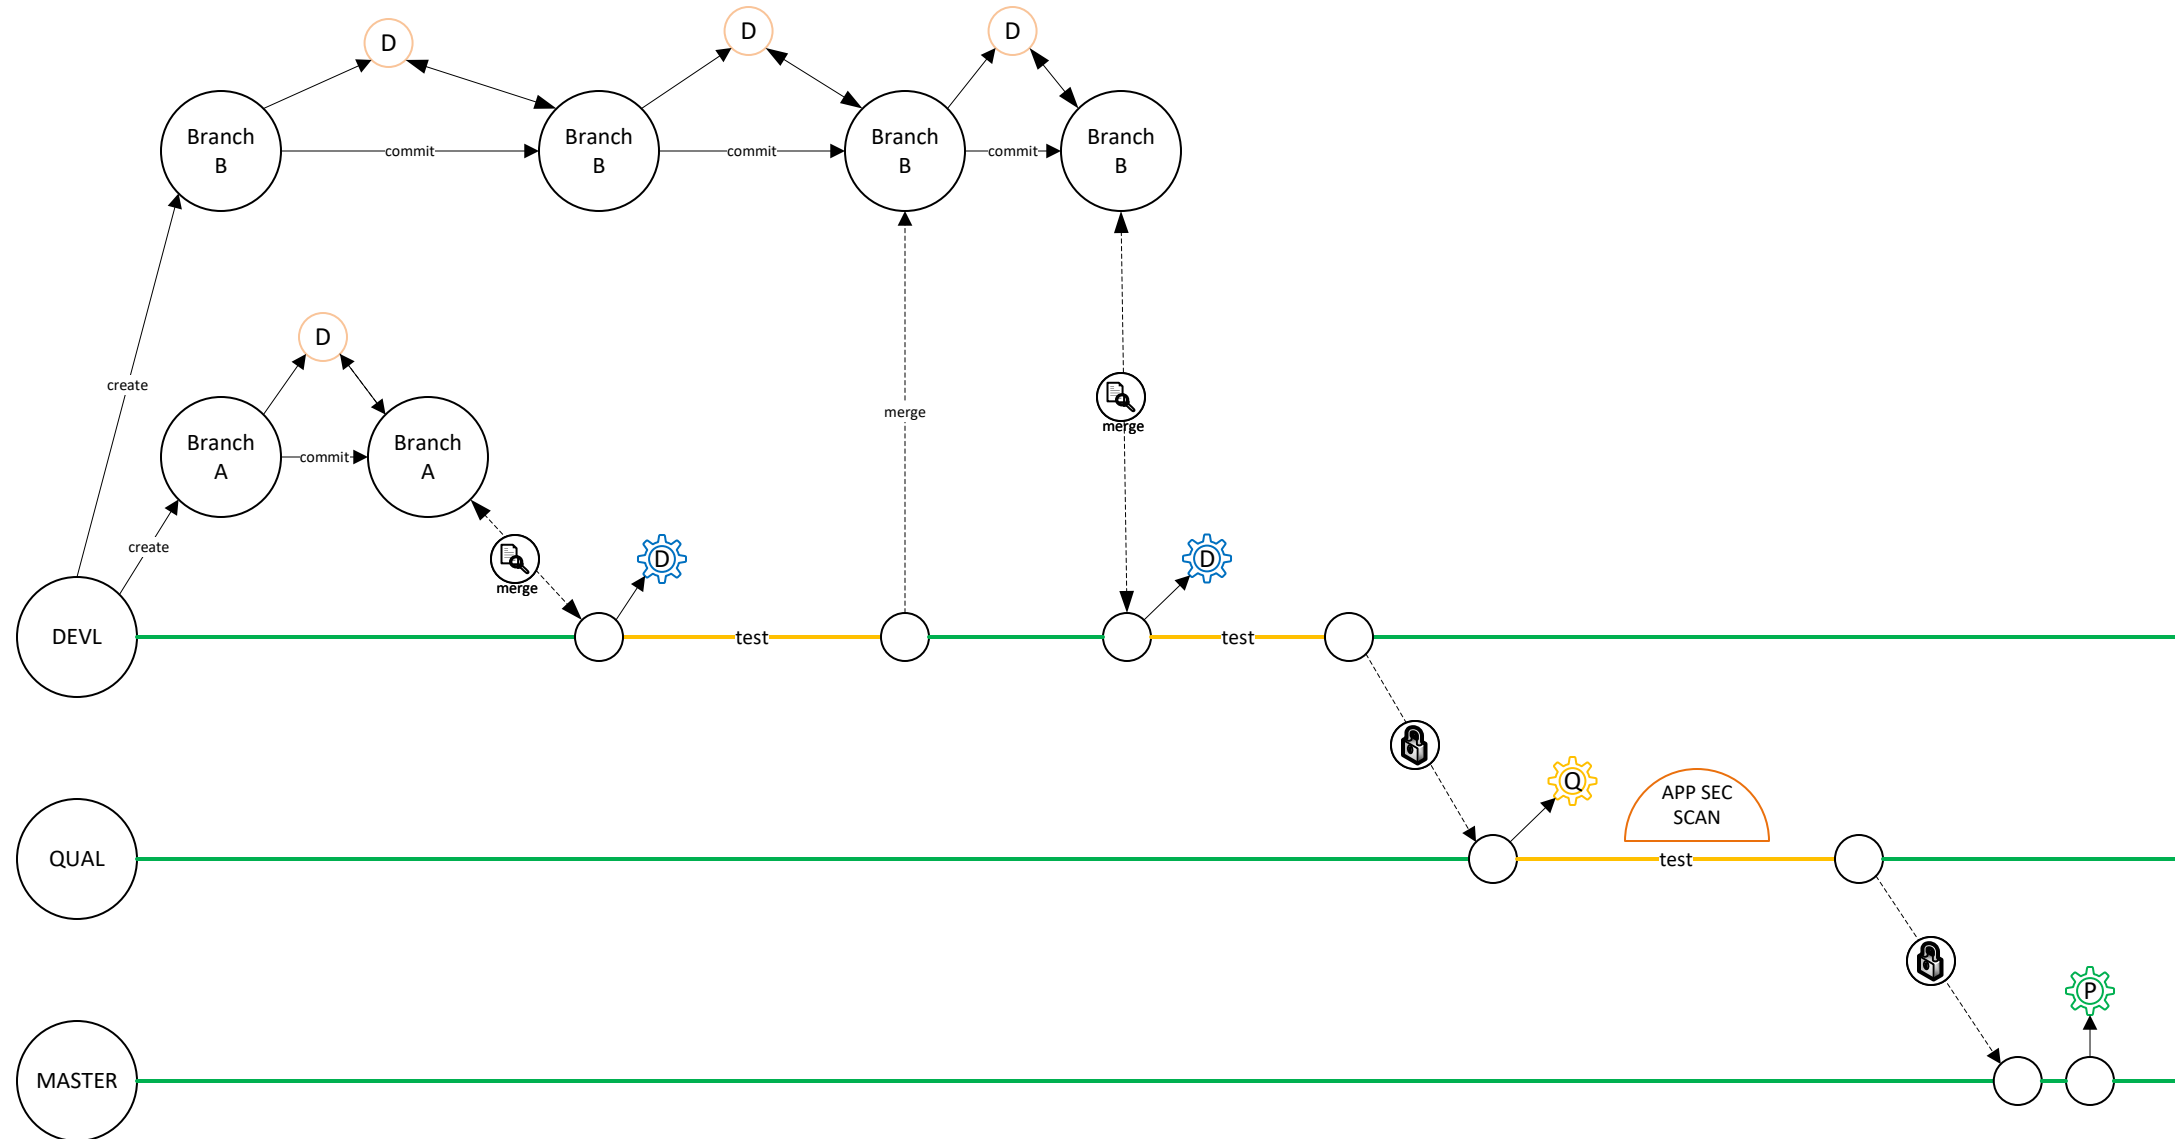 D
D
D
Branch
B
commit
Branch
B
commit
Branch
B
commit
Branch
B
create
D
Branch
A
commit
Branch
A
create
merge
merge
merge
D
D
DEVL
test
test
Q
APP SEC
SCAN
QUAL
test
P
MASTER